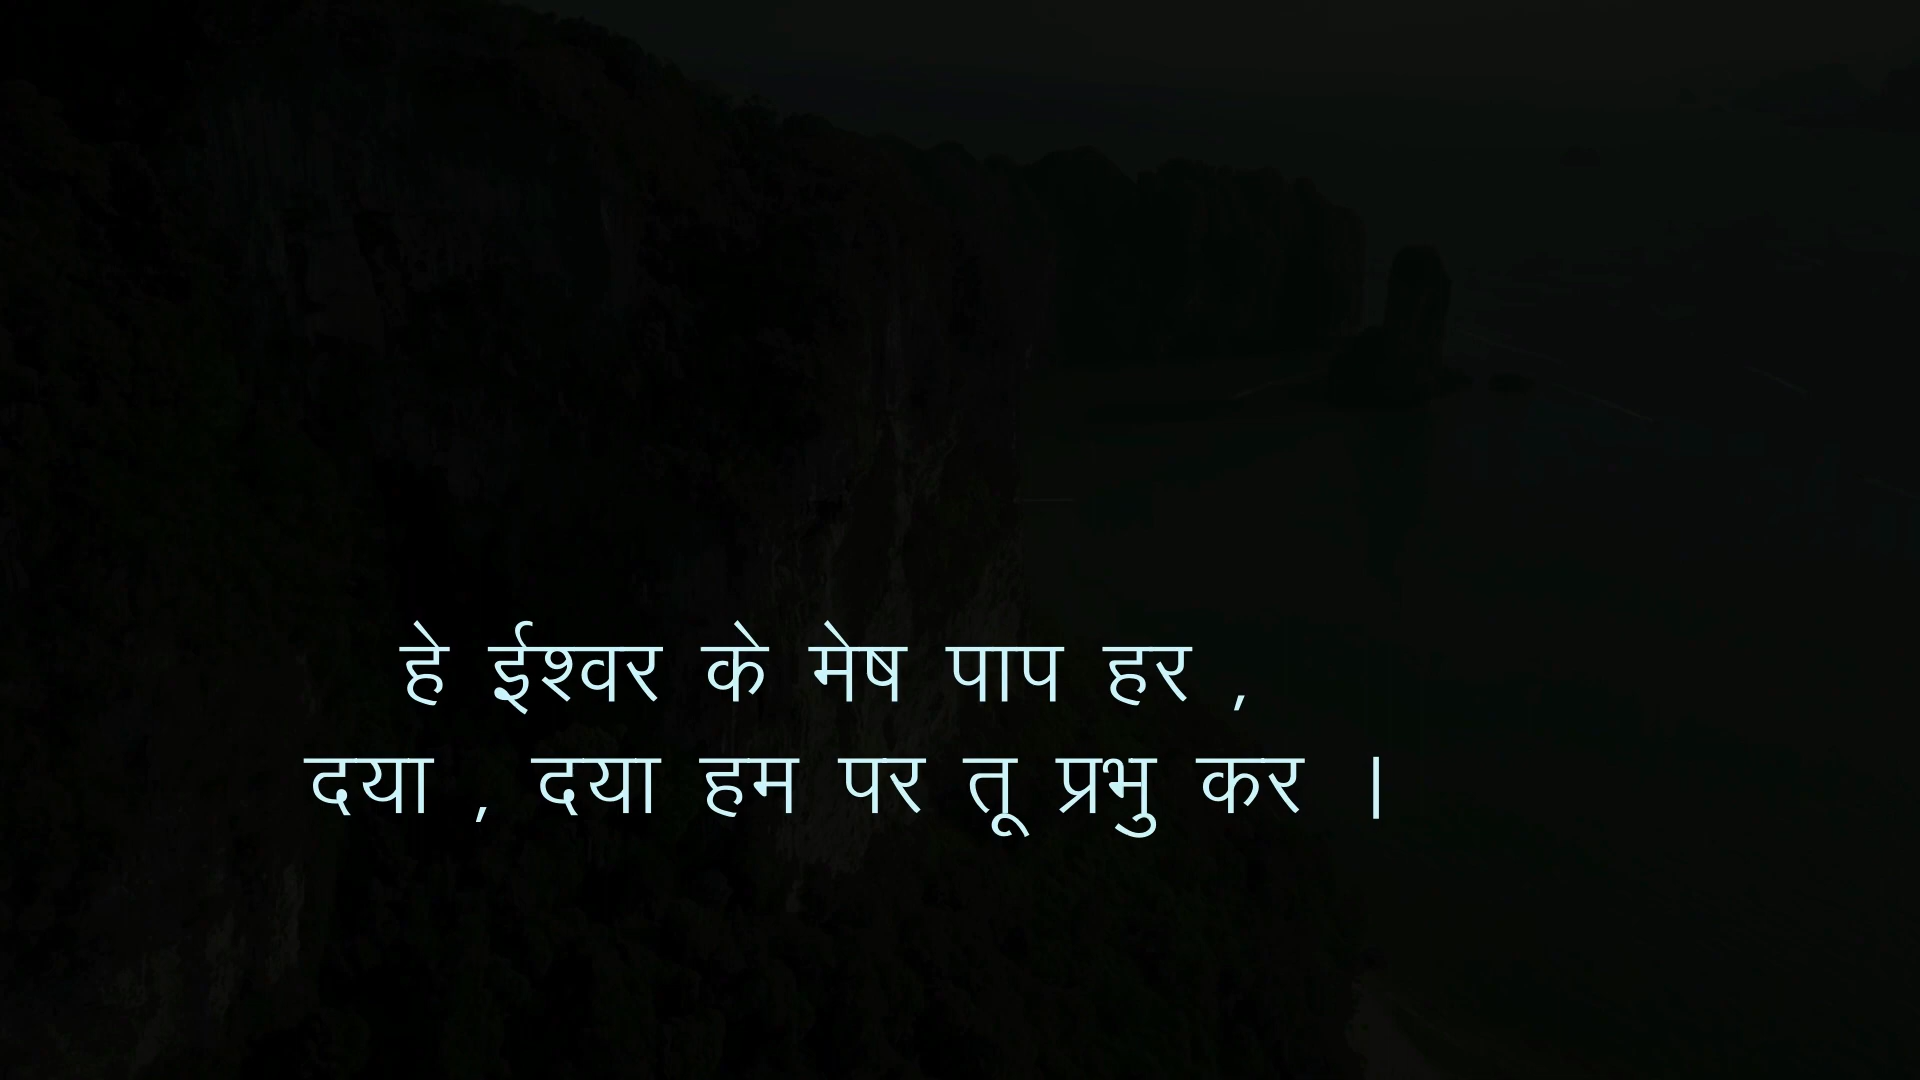 हे ईश्वर के मेष पाप हर ,
दया , दया हम पर तू प्रभु कर ।